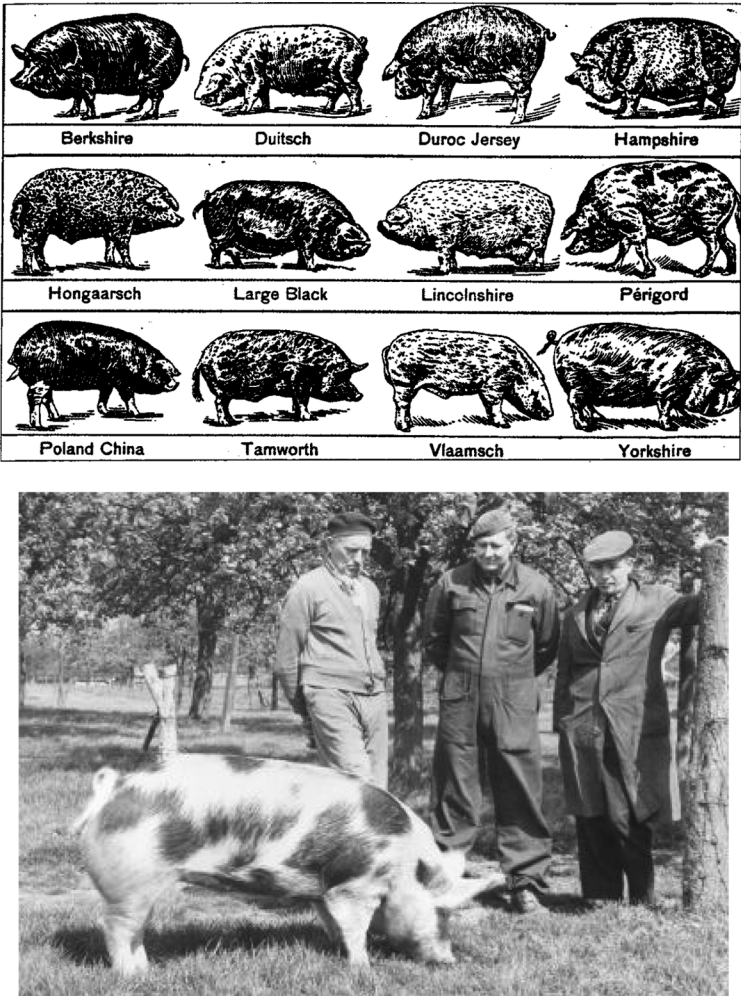 Berkshire Duitsch Duroc Jersey Hampshire
Hongaarsch Large Black Lincolnshire Périgord
Poland China Tamworth Vlaamsch Yorkshire